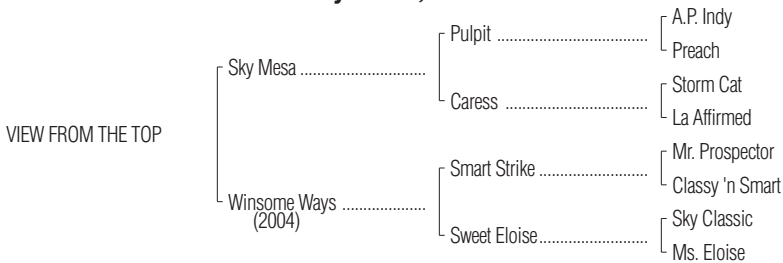 A.P. Indy
Pulpit
Preach
Sky Mesa
Storm Cat
Caress
La Affirmed
VIEW FROM THE TOP
Mr. Prospector
Smart Strike
Classy 'n Smart
Winsome Ways
(2004)
Sky Classic
Sweet Eloise
Ms. Eloise